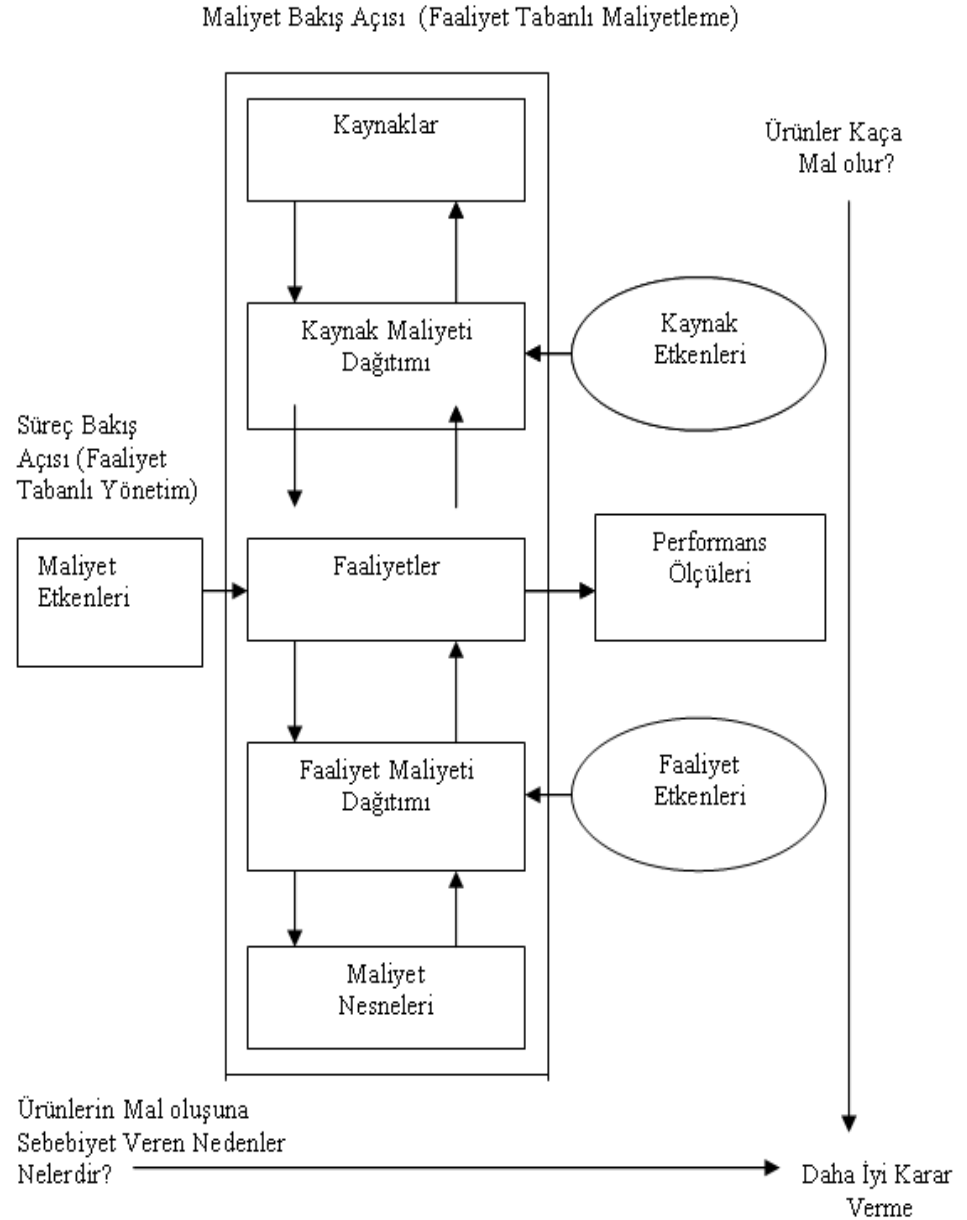 Maliyet Bakış Açısı (Faaliyet Tabanlı Maliyetleme)
Kaynaklar
Ürünler Kaça
Mal olur?
Kaynak Maliyeti
Dağıtımı
Kaynak
Etkenleri
Süreç Bakış
Açısı (Faaliyet
Tabanlı Yönetim)
Maliyet
Etkenleri
Faaliyetler
Performans
Ölçüleri
Faaliyet Maliyeti
Dağıtımı
Faaliyet
Etkenleri
Maliyet
Nesneleri
Ürünlerin Mal oluşuna
Sebebiyet Veren Nedenler
Nelerdir?
Daha İyi Karar
Verme